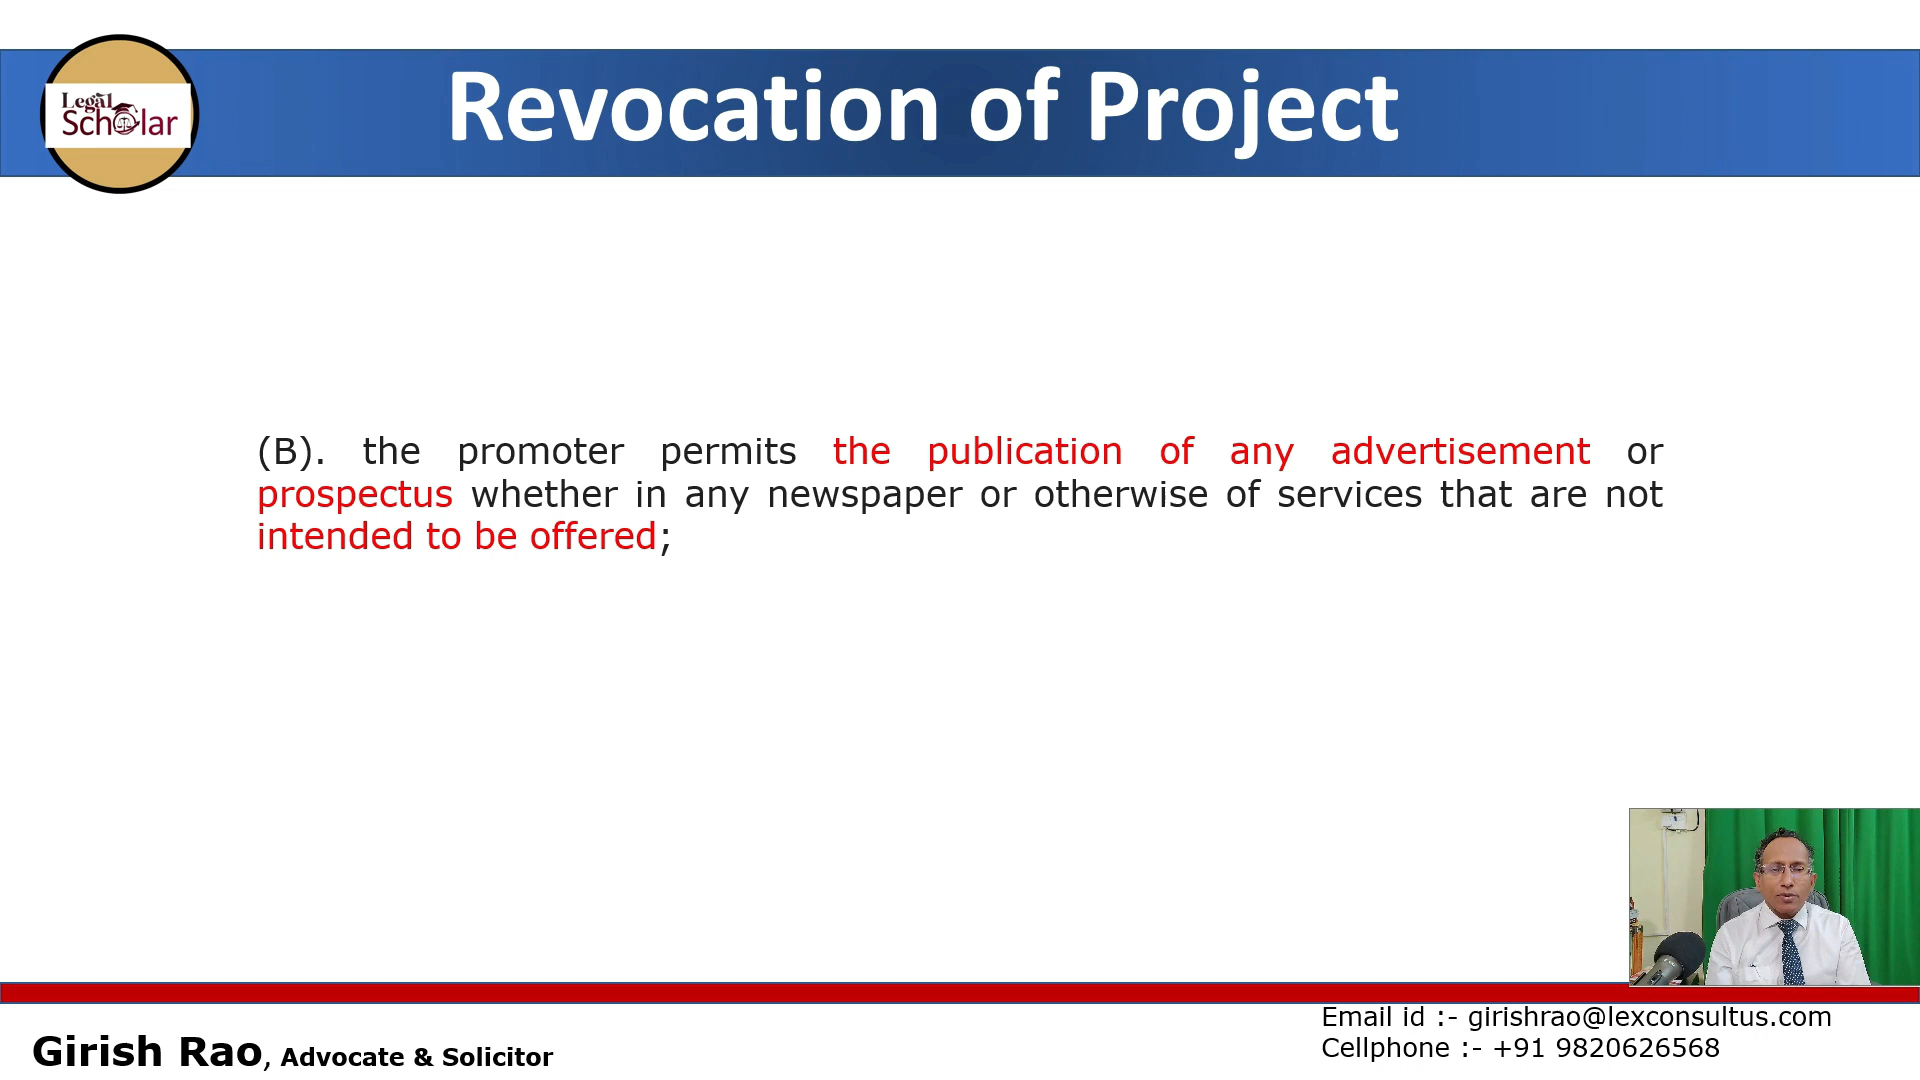 Legal
Scholar
Revocation of Project
(B). the promoter permits the publication of any advertisement or
prospectus whether in any newspaper or otherwise of services that are not
intended to be offered;
Girish Rao, Advocate & Solicitor
Email id :- girishrao@lexconsultus.com
Cellphone :- +91 9820626568